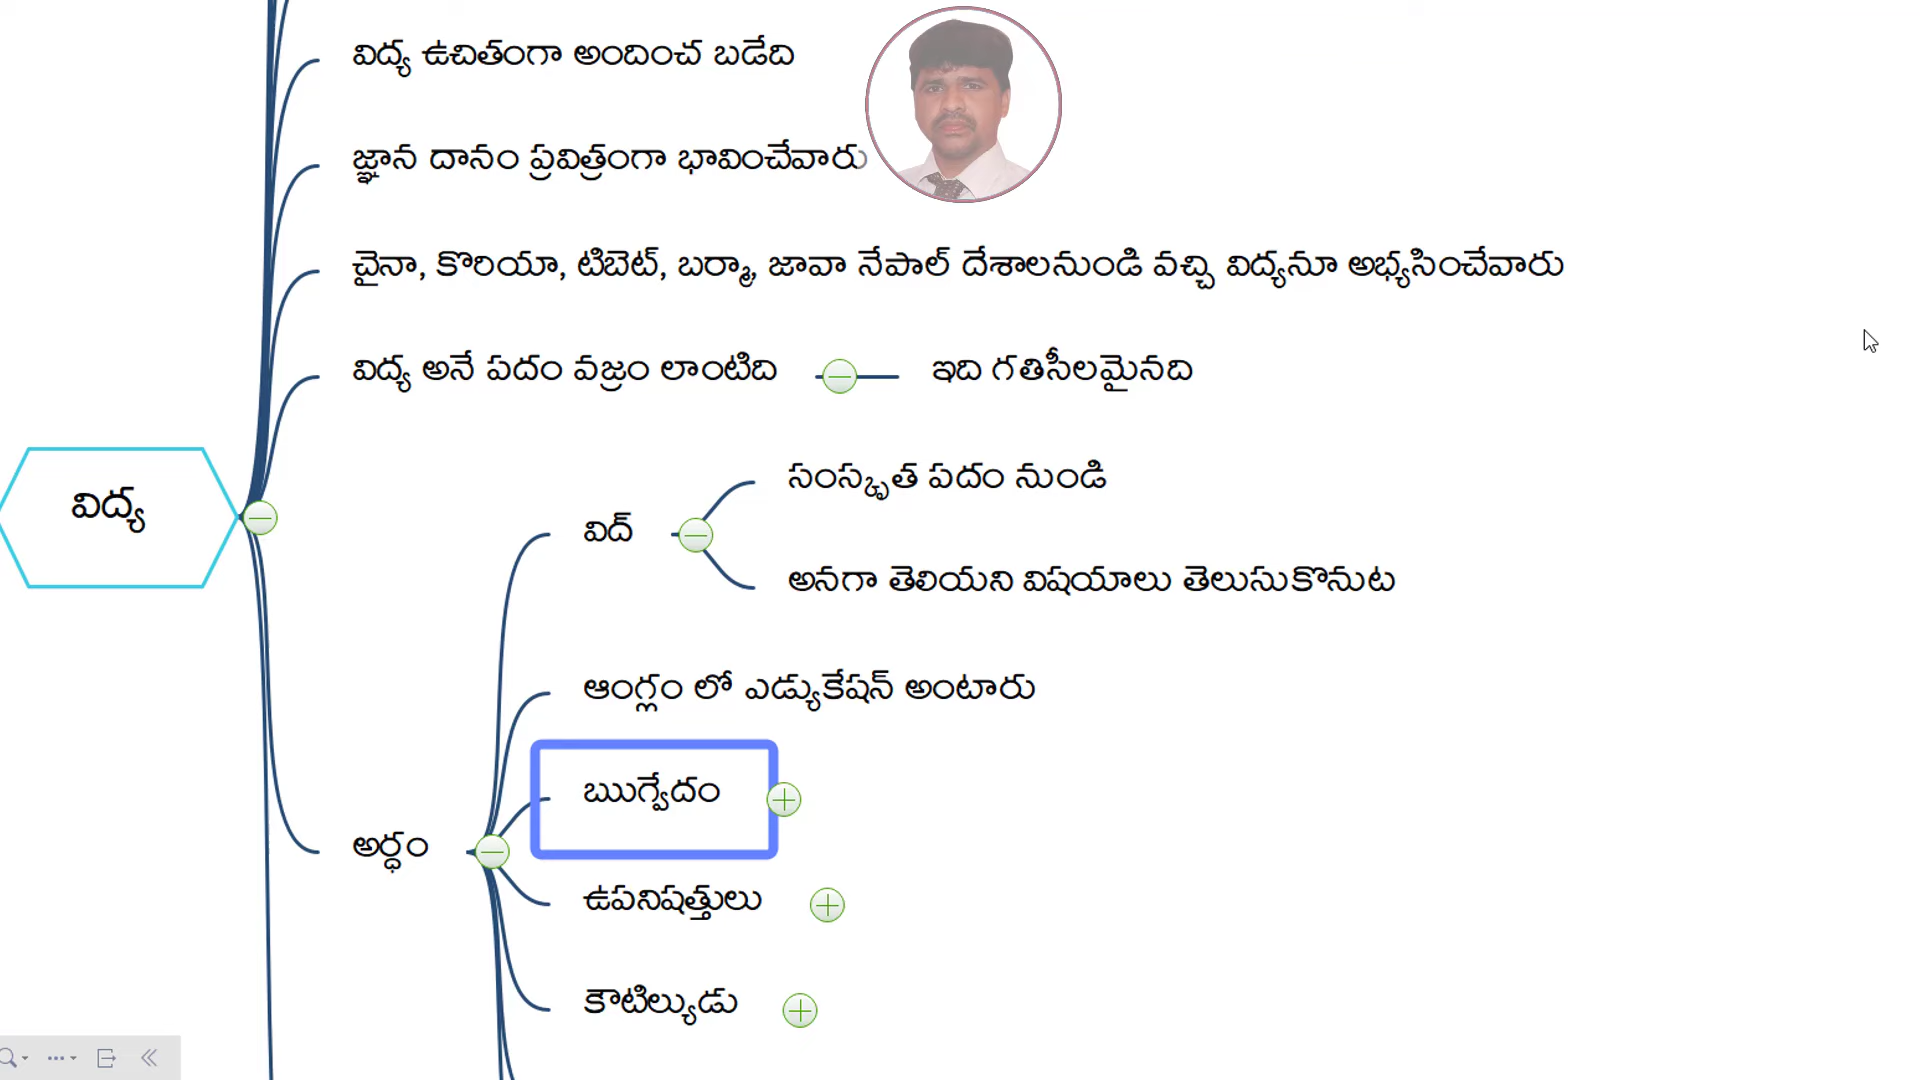 విద్య ఉచితంగా అందించ బడేది
జ్ఞాన దానం ప్రవిత్రంగా భావించేవారు
చైనా, కొరియా, టిబెట్, బర్మా, జావా నేపాల్ దేశాలనుండి వచ్చి విద్యనూ అభ్యసించేవారు
విద్య అనే పదం వజ్రం లాంటిది
ఇది గతిసీలమైనది
విద్య
విద్
సంస్కృత పదం నుండి
అనగా తెలియని విషయాలు తెలుసుకొనుట
ఆంగ్లం లో ఎడ్యుకేషన్ అంటారు
ఋగ్వేదం
అర్ధం
ఉపనిషత్తులు
కౌటిల్యుడు